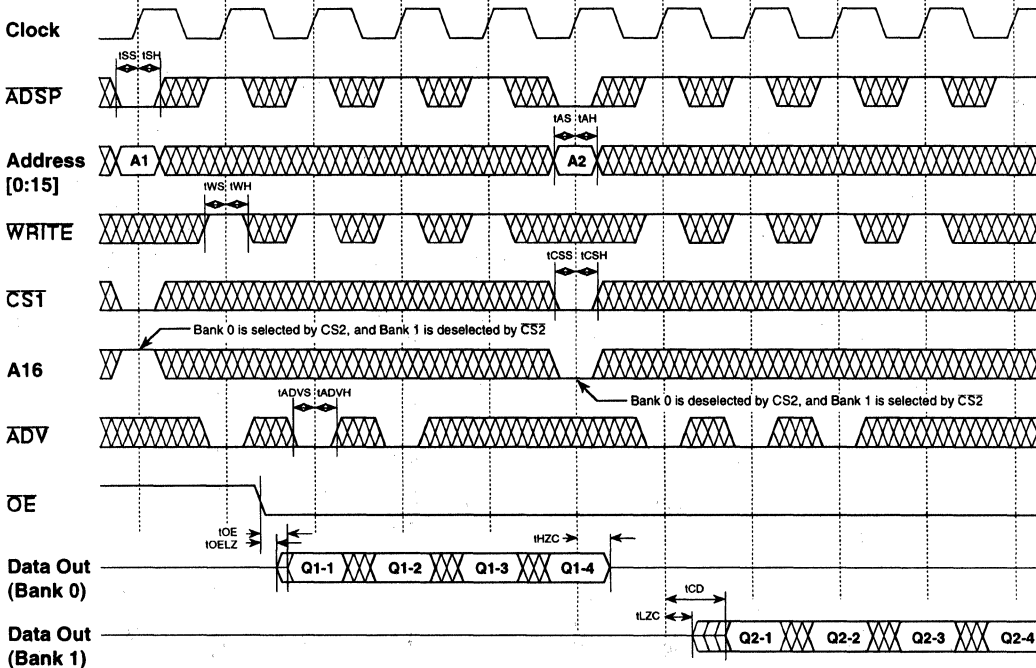 Clock
tSS tSH
ADSP
tAS tAH
Address
[0:15]
A1
A2
tWS tWH
WRITE
tCSS tCSH
CS1
Bank 0 is selected by CS2, and Bank 1 is deselected by CS2
A16
Bank 0 is deselected by CS2, and Bank 1 is selected by CS2
tADVS tADVH
ADV
OE
tOE
tOELZ
tHZC
Data Out
(Bank 0)
Q1-1 Q1-2 Q1-3 Q1-4
tCD
tLZC
Data Out
(Bank 1)
Q2-1 Q2-2 Q2-3 Q2-4